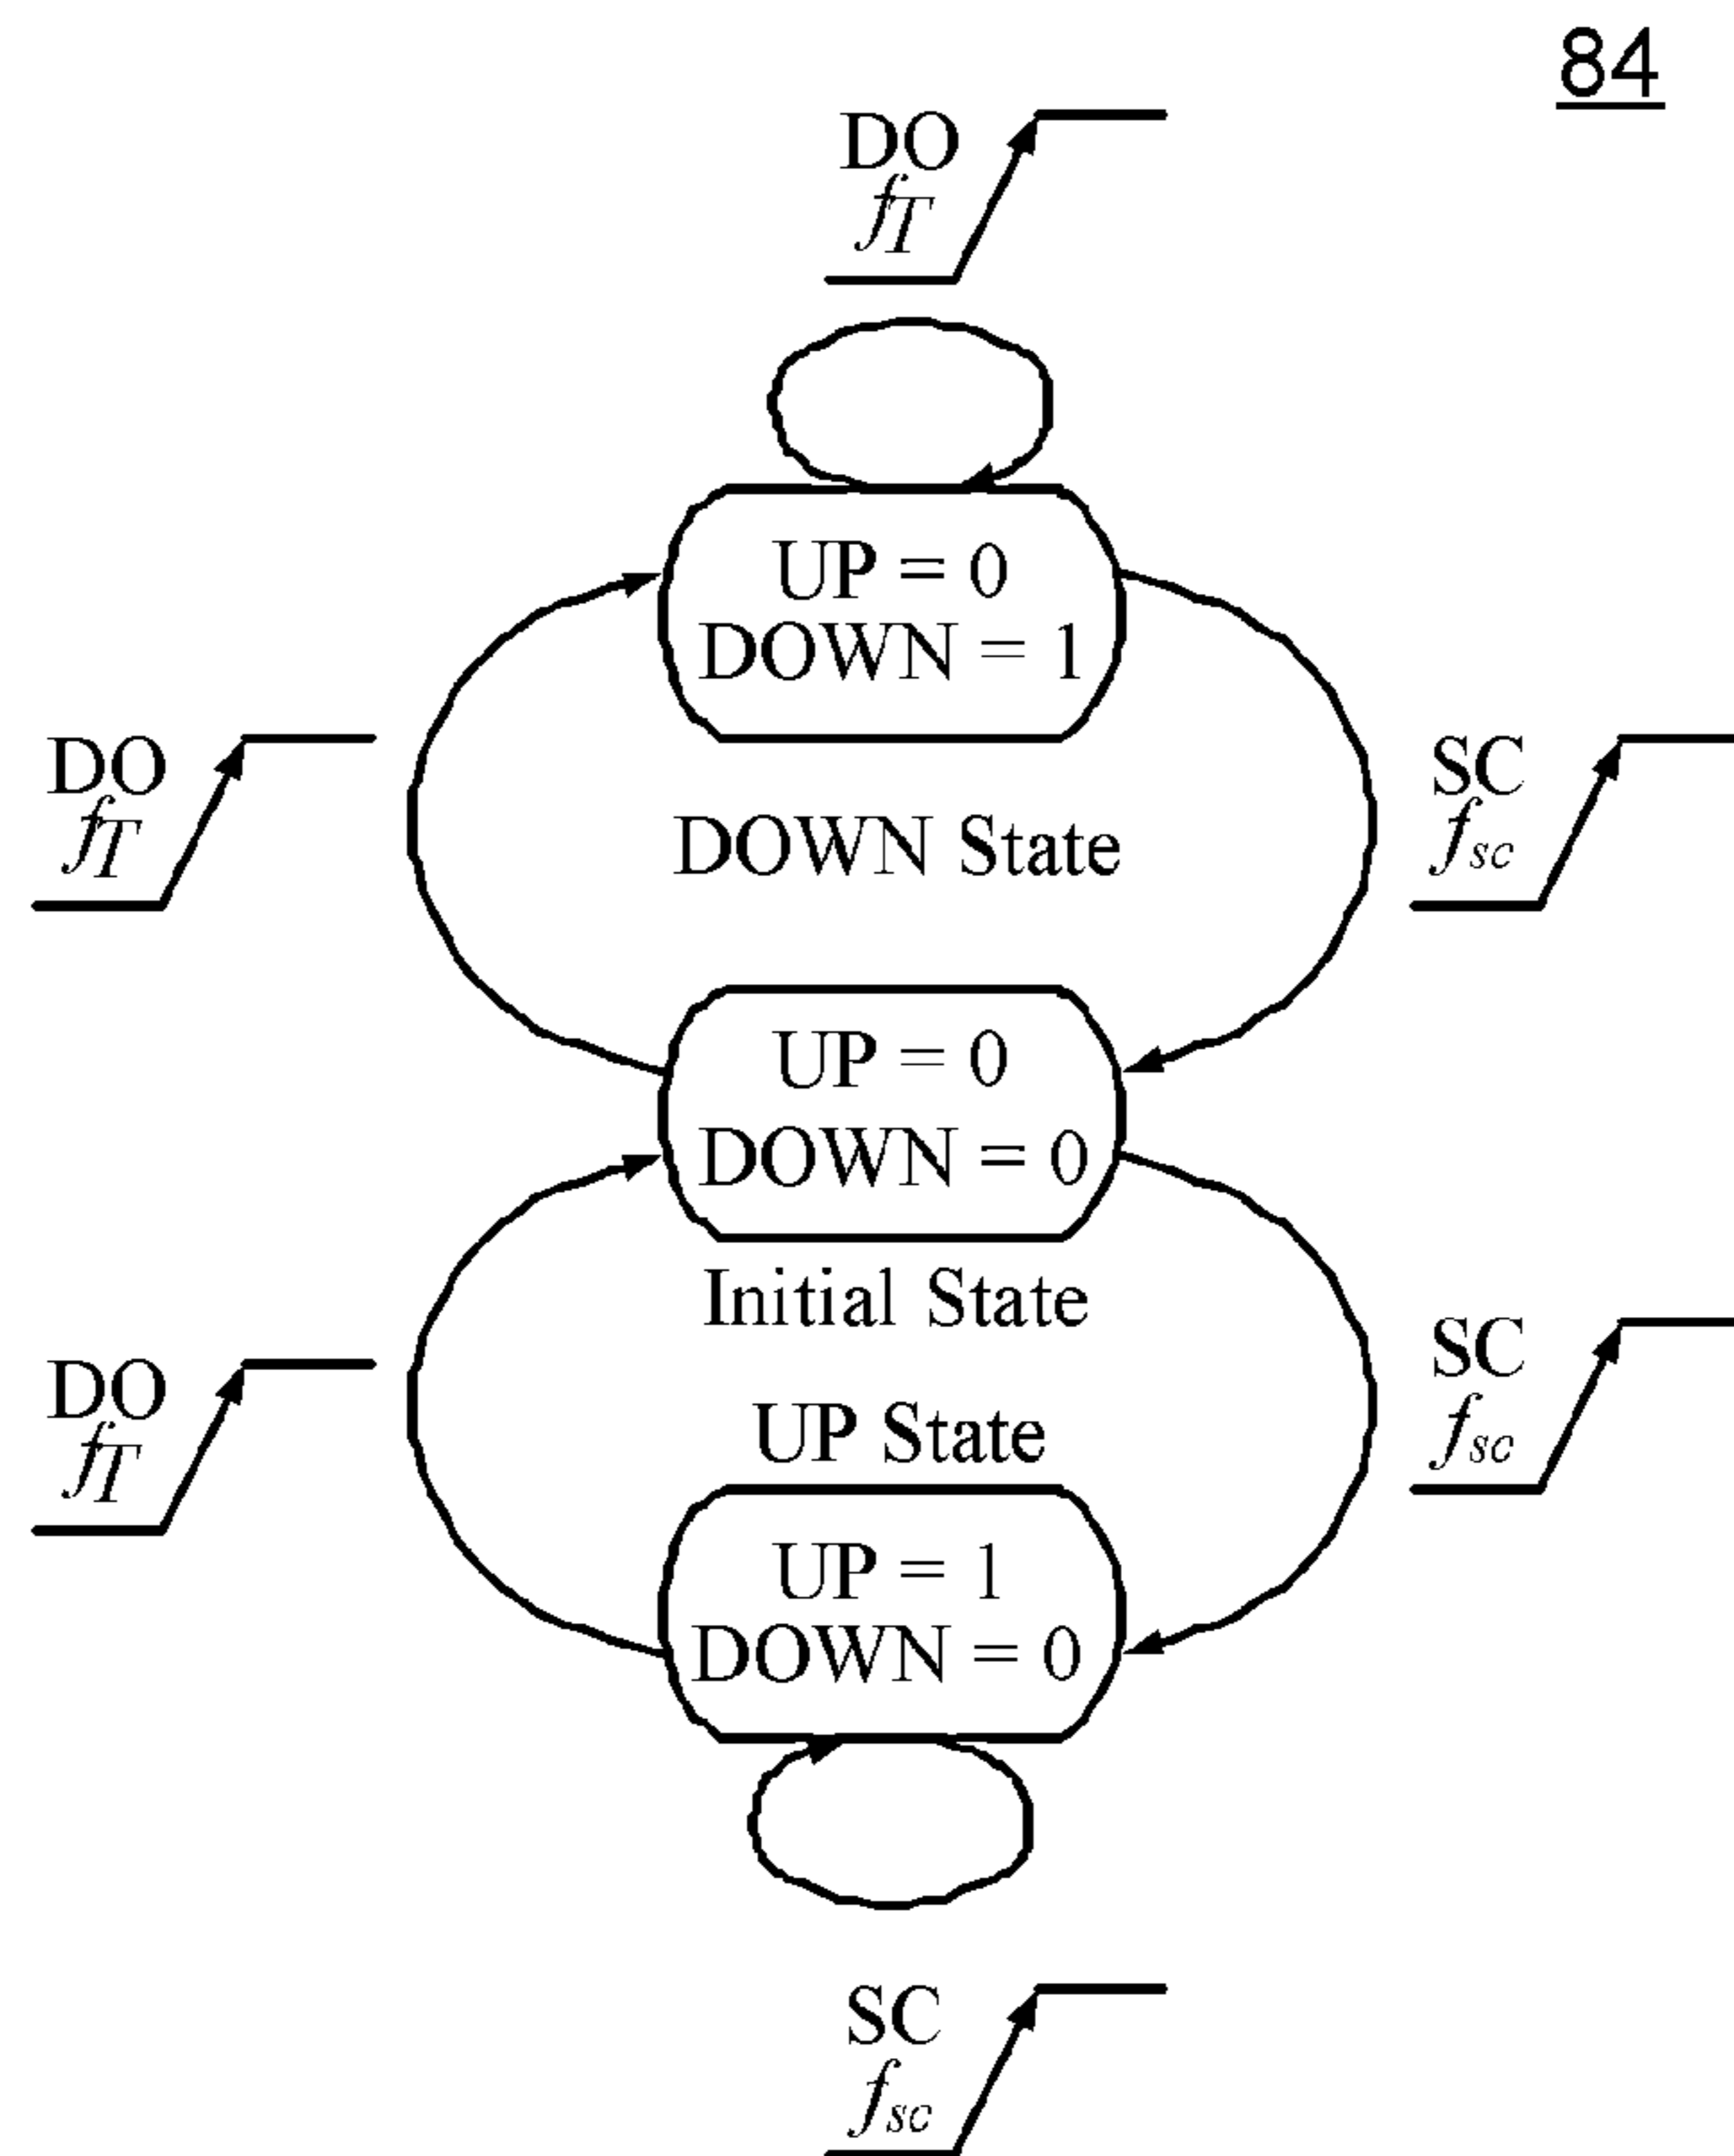 84
DO
fT
UP = 0
DOWN = 1
DO
fT
DOWN State
SC
fsc
UP = 0
DOWN = 0
Initial State
DO
fT
UP State
SC
fsc
UP = 1
DOWN = 0
SC
fsc